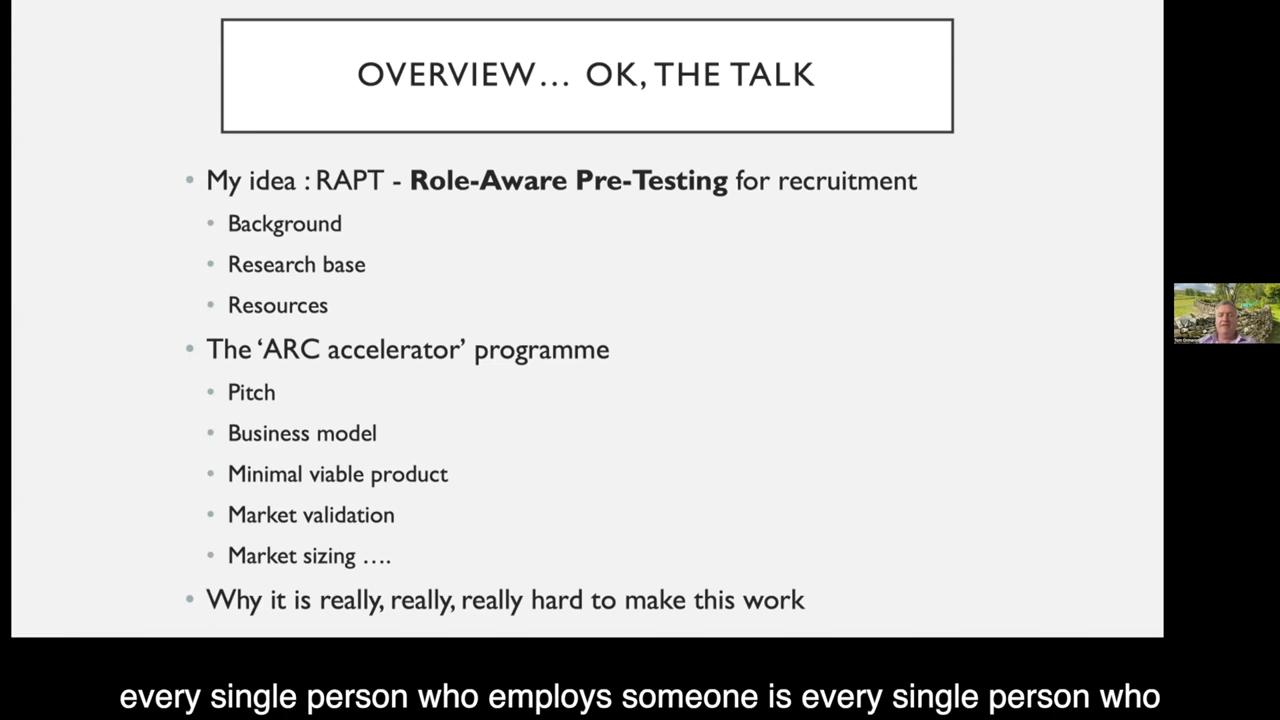 OVERVIEW... OK, THE TALK
• My idea : RAPT - Role-Aware Pre-Testing for recruitment
• Background
• Research base
• Resources
• The ‘ARC accelerator’ programme
• Pitch
• Business model
• Minimal viable product
• Market validation
• Market sizing ....
• Why it is really, really, really hard to make this work
every single person who employs someone is every single person who